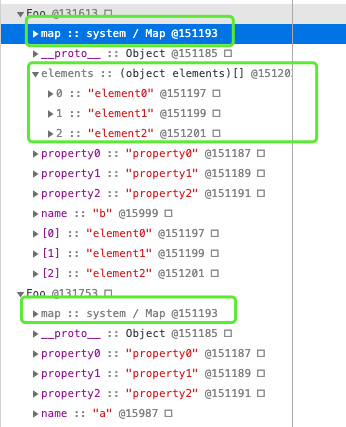 Foo @131613
map :: system / Map @151193
__proto__ :: Object @151185
elements :: (object elements)[] @15120
0 :: "element0" @151197
1 :: "element1" @151199
2 :: "element2" @151201
property0 :: "property0" @151187
property1 :: "property1" @151189
property2 :: "property2" @151191
name :: "b" @15999
[0] :: "element0" @151197
[1] :: "element1" @151199
[2] :: "element2" @151201
Foo @131753
map :: system / Map @151193
__proto__ :: Object @151185
property0 :: "property0" @151187
property1 :: "property1" @151189
property2 :: "property2" @151191
name :: "a" @15987